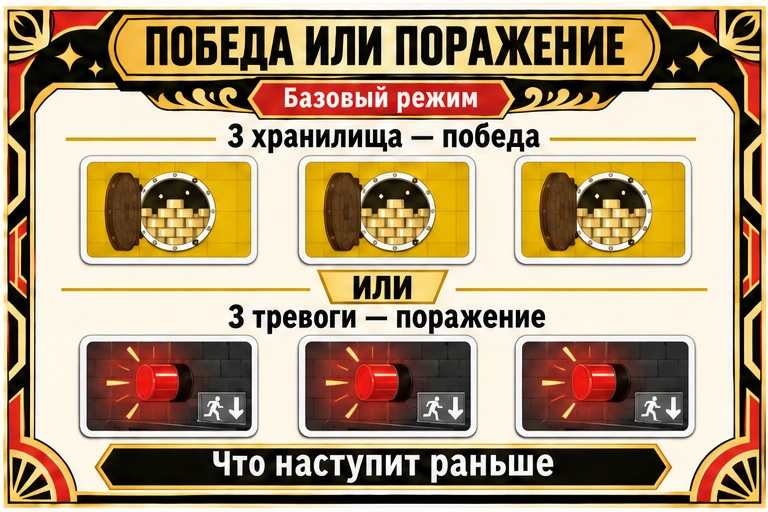 ПОБЕДА ИЛИ ПОРАЖЕНИЕ
Базовый режим
3 хранилища — победа
ИЛИ
3 тревоги — поражение
Что наступит раньше